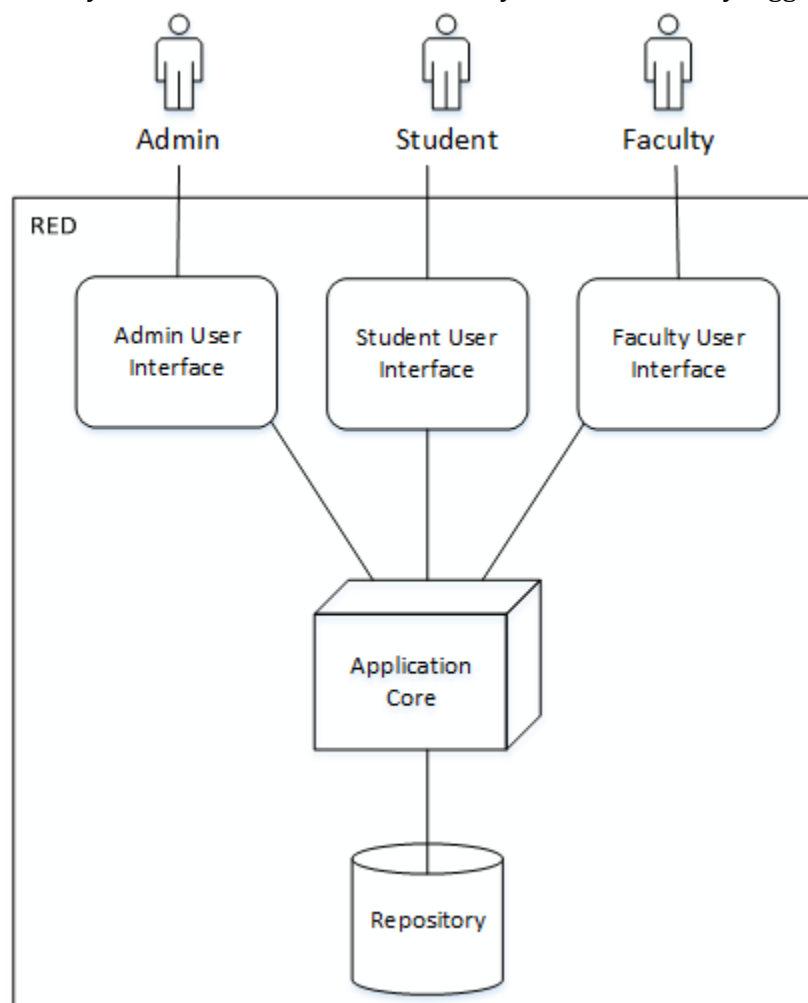 Admin
Student
Faculty
RED
Admin User
Interface
Student User
Interface
Faculty User
Interface
Application
Core
Repository